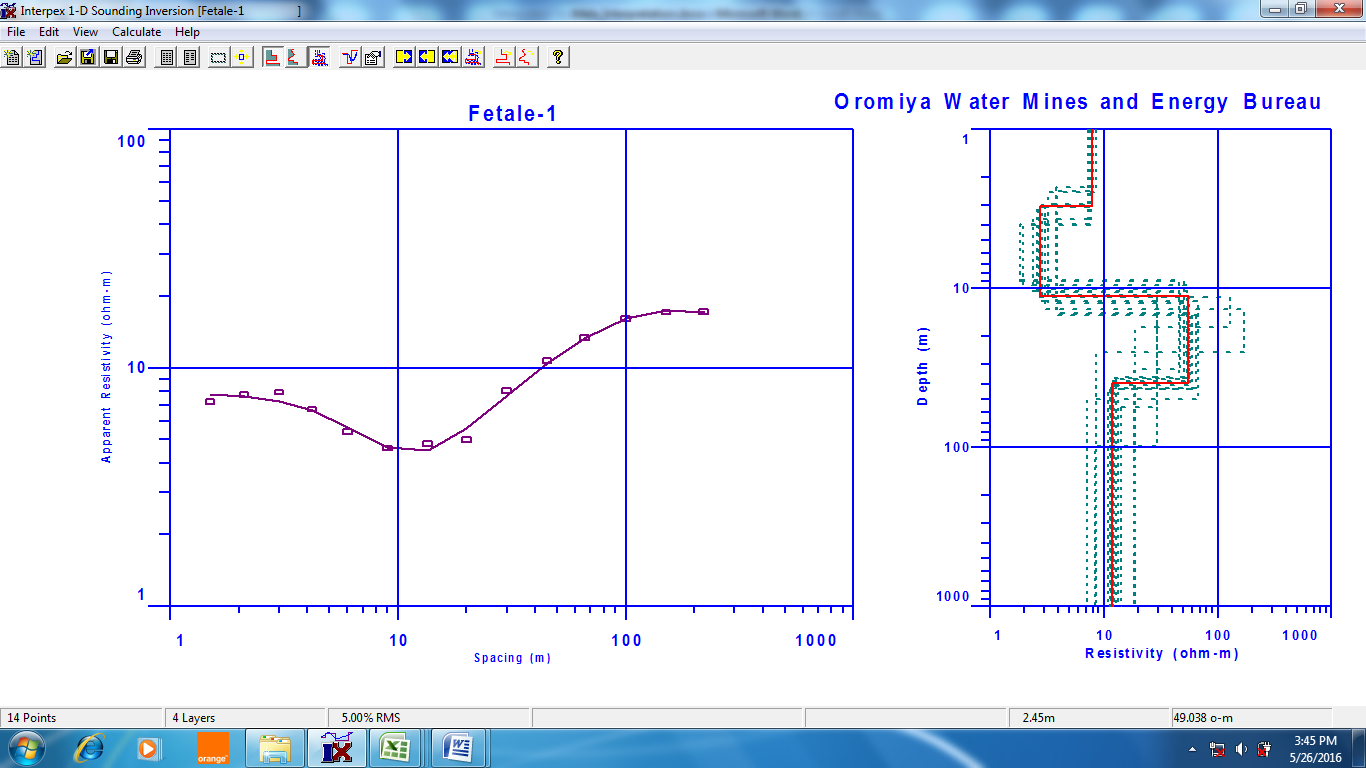 Interpex 1-D Sounding Inversion [Fetale-1 ]
File Edit View Calculate Help
Fetale-1
Oromiya Water Mines and Energy Bureau
100
10
1
Apparent Resistivity (ohm-m)
1 10 100 1000
Spacing (m)
1
10
100
1000
Depth (m)
1 10 100 1000
Resistivity (ohm-m)
14 Points 4 Layers 5.00% RMS 2.45m 49.038 o-m
orange
3:45 PM
5/26/2016